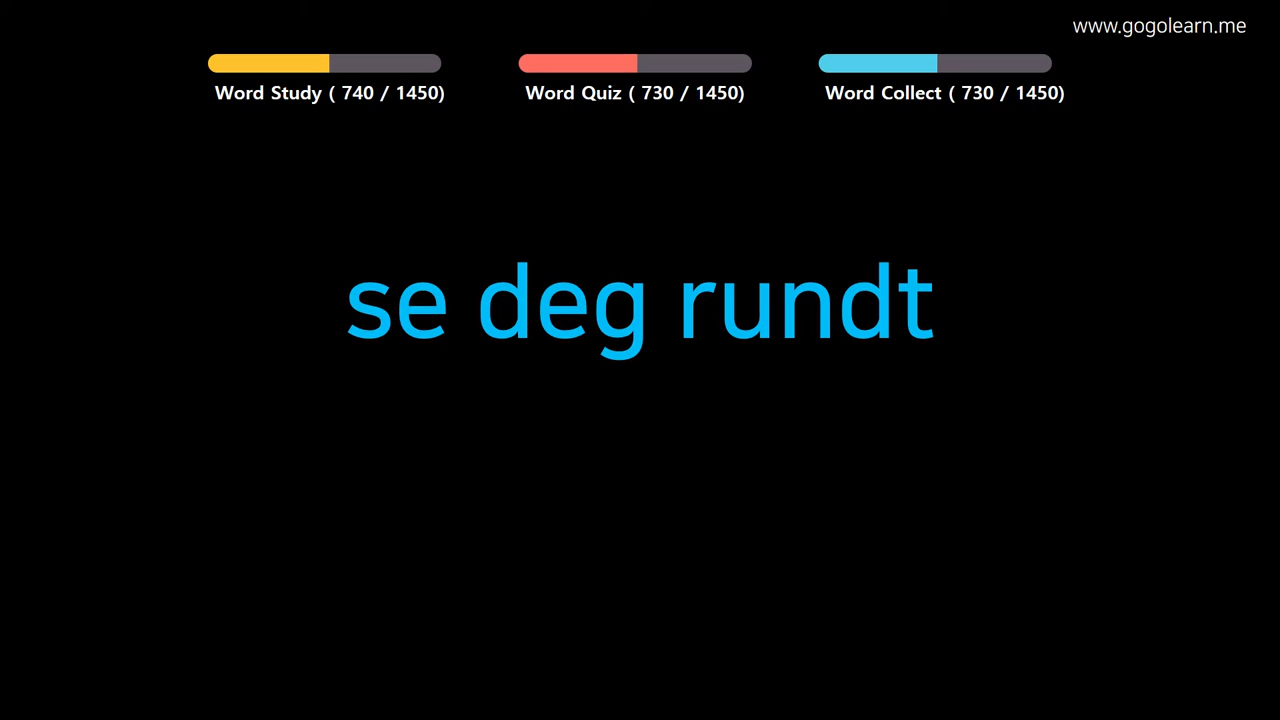 www.gogolearn.me
Word Study ( 740 / 1450)
Word Quiz ( 730 / 1450)
Word Collect ( 730 / 1450)
se deg rundt